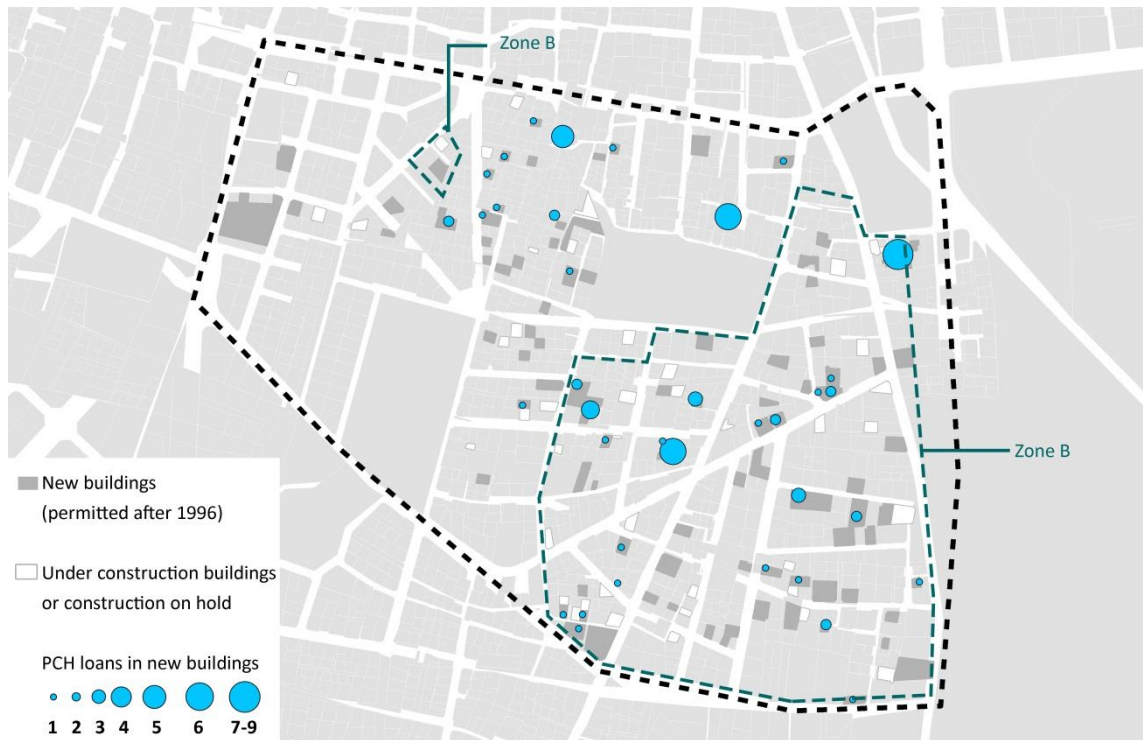 Zone B
Zone B
New buildings
(permitted after 1996)
Under construction buildings
or construction on hold
PCH loans in new buildings
1 2 3 4 5 6 7-9